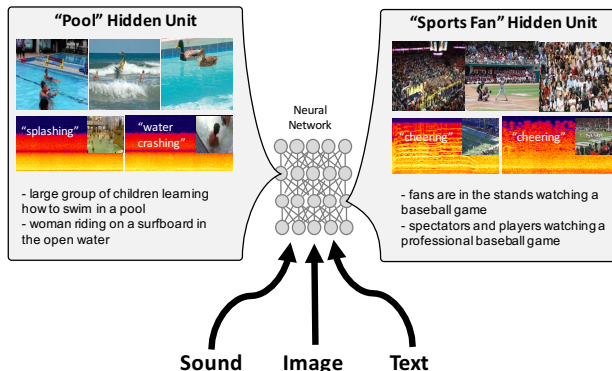 “Pool” Hidden Unit
“splashing”
“water
crashing”
- large group of children learning
how to swim in a pool
- woman riding on a surfboard in
the open water
Neural
Network
“Sports Fan” Hidden Unit
“cheering”
“cheering”
- fans are in the stands watching a
baseball game
- spectators and players watching a
professional baseball game
Sound
Image
Text